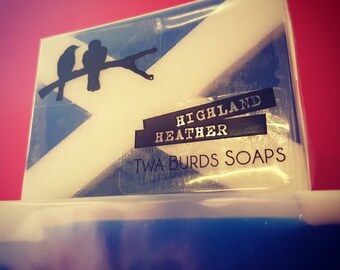 HIGHLAND
HEATHER
TWA BURDS SOAPS